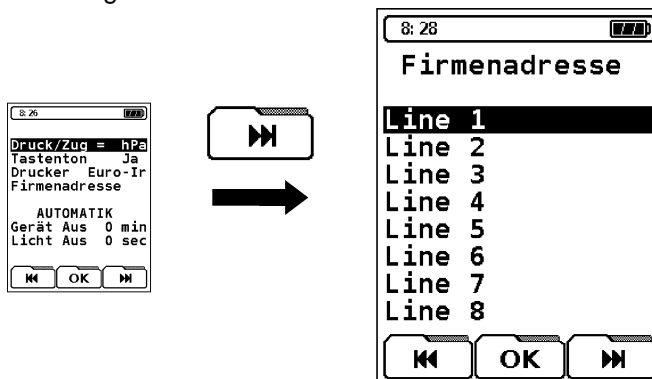 8:26
Druck/Zug = hPa
Tastenton Ja
Drucker Euro-Ir
Firmenadresse
AUTOMATIK
Gerät Aus 0 min
Licht Aus 0 sec
OK
8:28
Firmenadresse
Line 1
Line 2
Line 3
Line 4
Line 5
Line 6
Line 7
Line 8
OK